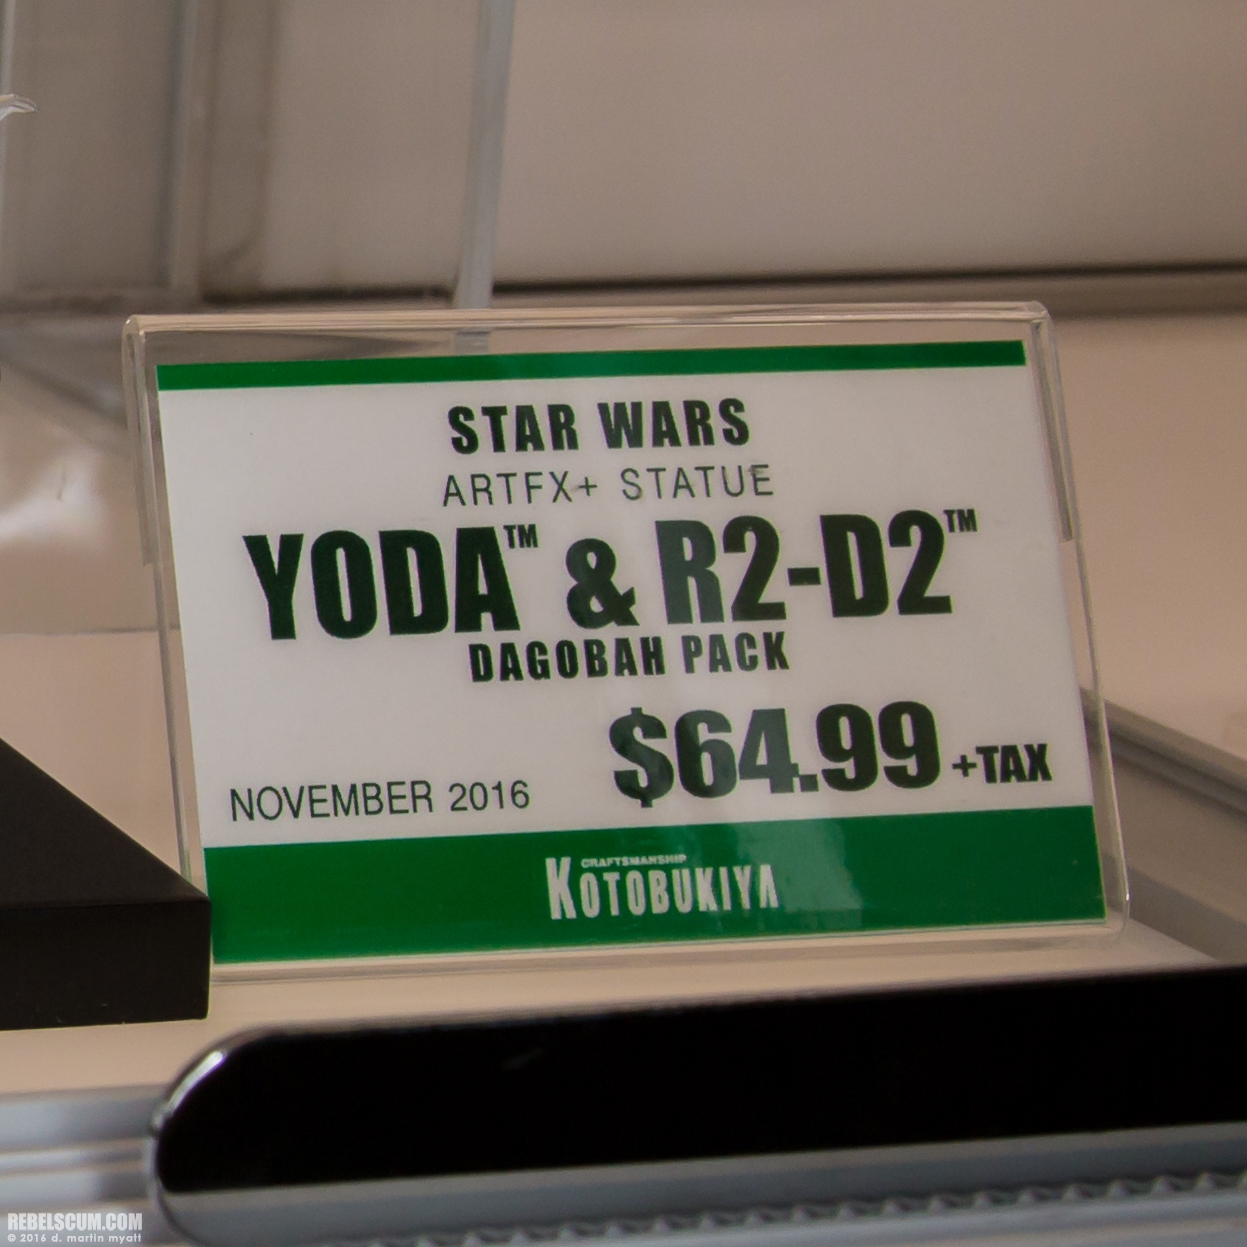 STAR WARS
ARTFX+ STATUE
YODA™ & R2-D2™
DAGOBAH PACK
$64.99 +TAX
NOVEMBER 2016
CRAFTSMANSHIP
KOTOBUKIYA
REBELSCUM.COM
© 2016 d. martin myatt